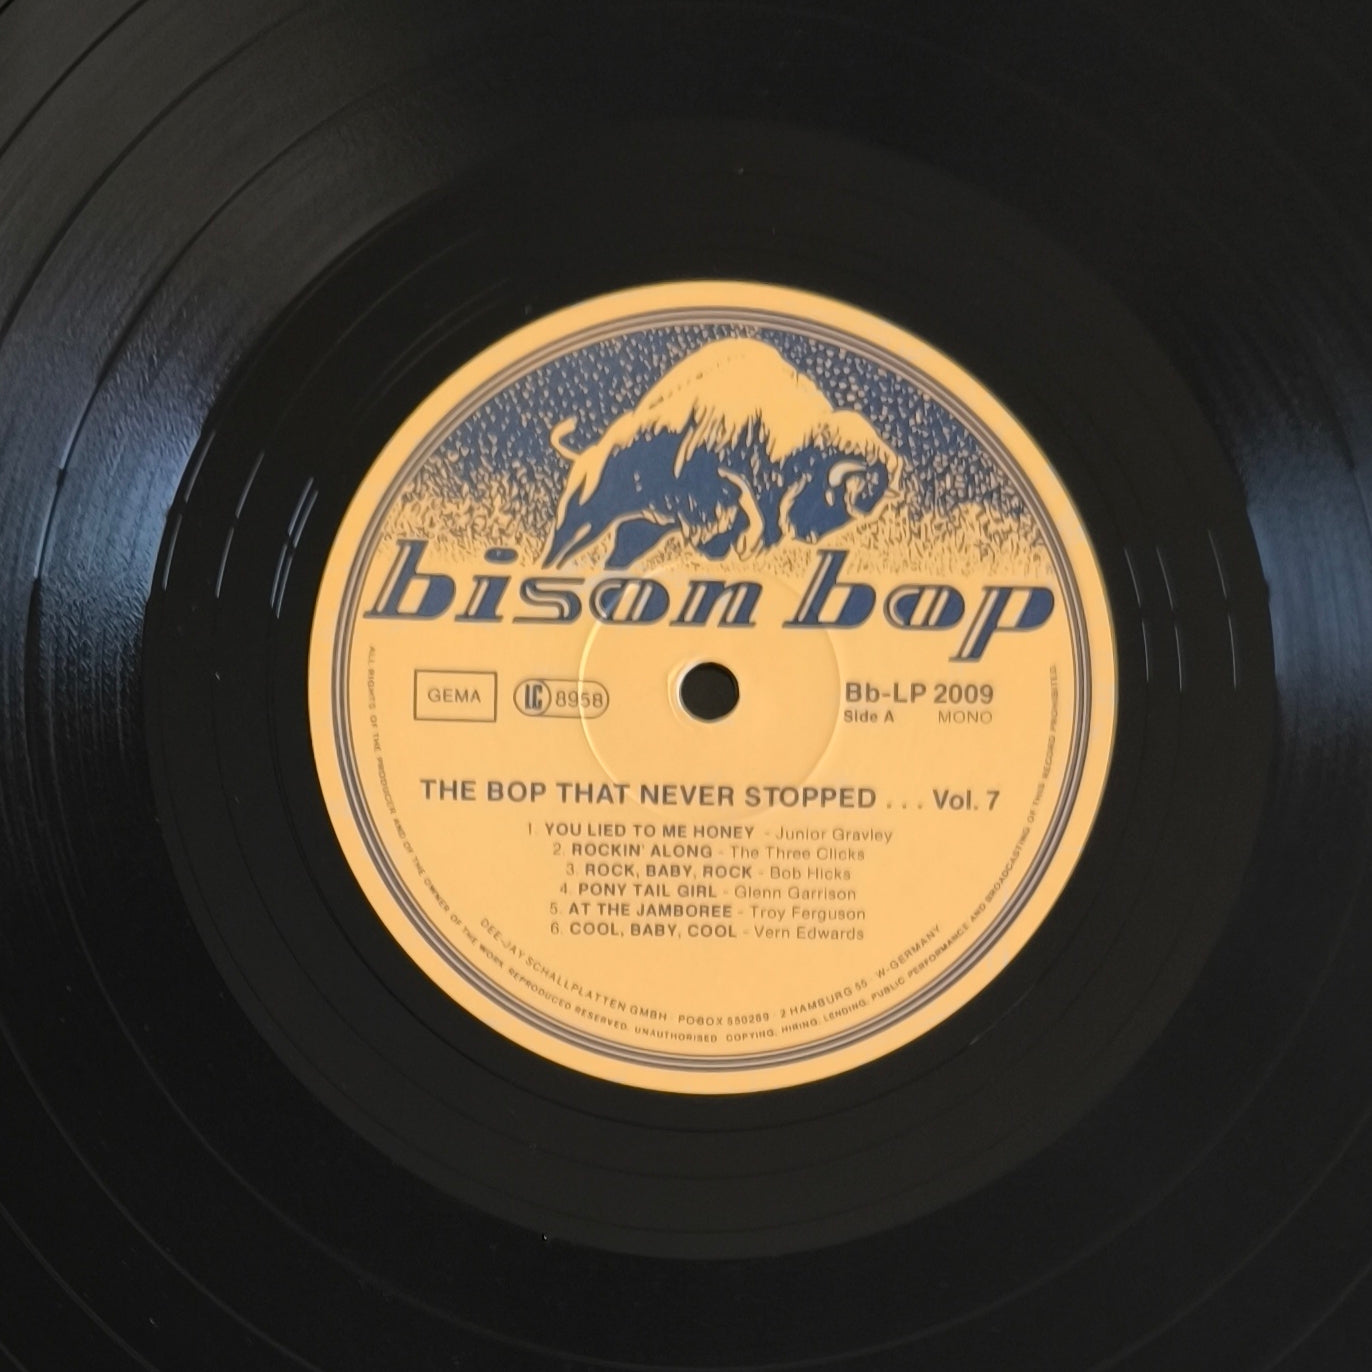 bison bop
GEMA
LC 8958
Bb-LP 2009
Side A MONO
THE BOP THAT NEVER STOPPED . . . Vol. 7
1. YOU LIED TO ME HONEY - Junior Gravley
2. ROCKIN' ALONG - The Three Clicks
3. ROCK, BABY, ROCK - Bob Hicks
4. PONY TAIL GIRL - Glenn Garrison
5. AT THE JAMBOREE - Troy Ferguson
6. COOL, BABY, COOL - Vern Edwards
DEE-JAY SCHALLPLATTEN GMBH · POBOX 550269 · 2 HAMBURG 55 · W-GERMANY
ALL RIGHTS OF THE PRODUCER AND OF THE OWNER OF THE WORK REPRODUCED RESERVED. UNAUTHORISED COPYING, HIRING, LENDING, PUBLIC PERFORMANCE AND BROADCASTING OF THIS RECORD PROHIBITED.